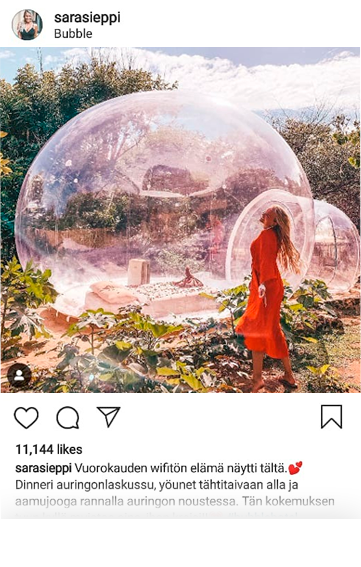 sarasieppi
Bubble
11,144 likes
sarasieppi Vuorokauden wifitön elämä näytti tältä.💕
Dinneri auringonlaskussu, yöunet tähtitaivaan alla ja
aamujooga rannalla auringon noustessa. Tän kokemuksen